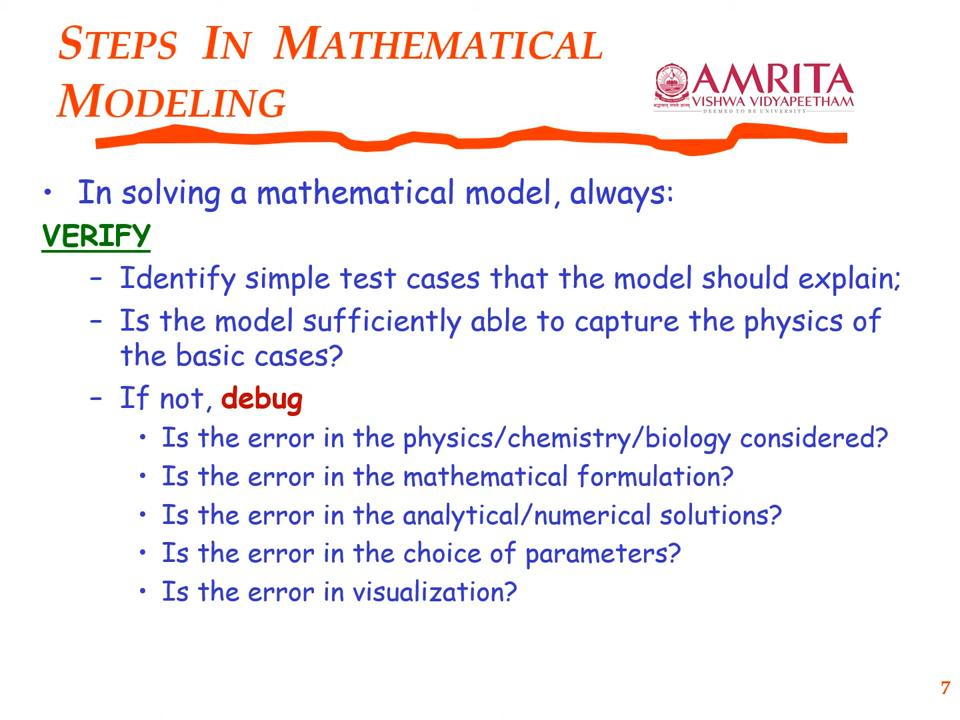 STEPS IN MATHEMATICAL
MODELING
AMRITA
VISHWA VIDYAPEETHAM
DEEMED TO BE UNIVERSITY
• In solving a mathematical model, always:
VERIFY
– Identify simple test cases that the model should explain;
– Is the model sufficiently able to capture the physics of
the basic cases?
– If not, debug
• Is the error in the physics/chemistry/biology considered?
• Is the error in the mathematical formulation?
• Is the error in the analytical/numerical solutions?
• Is the error in the choice of parameters?
• Is the error in visualization?
7